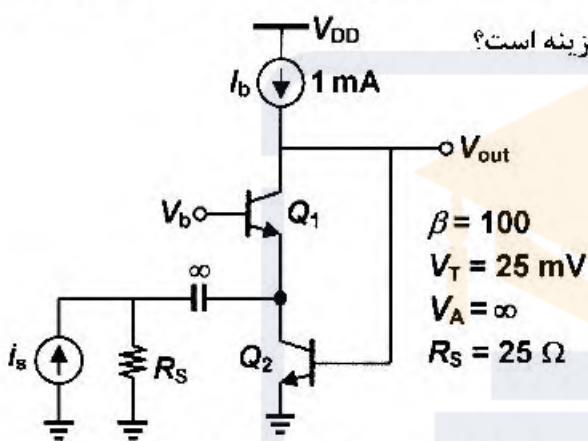 زینه است؟
V_DD
I_b 1 mA
V_out
V_b Q_1
β = 100
V_T = 25 mV
V_A = ∞
R_S = 25 Ω
∞
i_s R_S Q_2